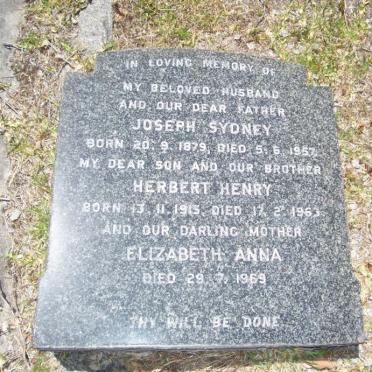 IN LOVING MEMORY OF
MY BELOVED HUSBAND
AND OUR DEAR FATHER
JOSEPH SYDNEY
BORN 20. 9. 1879, DIED 5. 6. 1957.
MY DEAR SON AND OUR BROTHER
HERBERT HENRY
BORN 13. 11. 1915, DIED 17. 2. 1963
AND OUR DARLING MOTHER
ELIZABETH ANNA
DIED 29. 7. 1969
THY WILL BE DONE